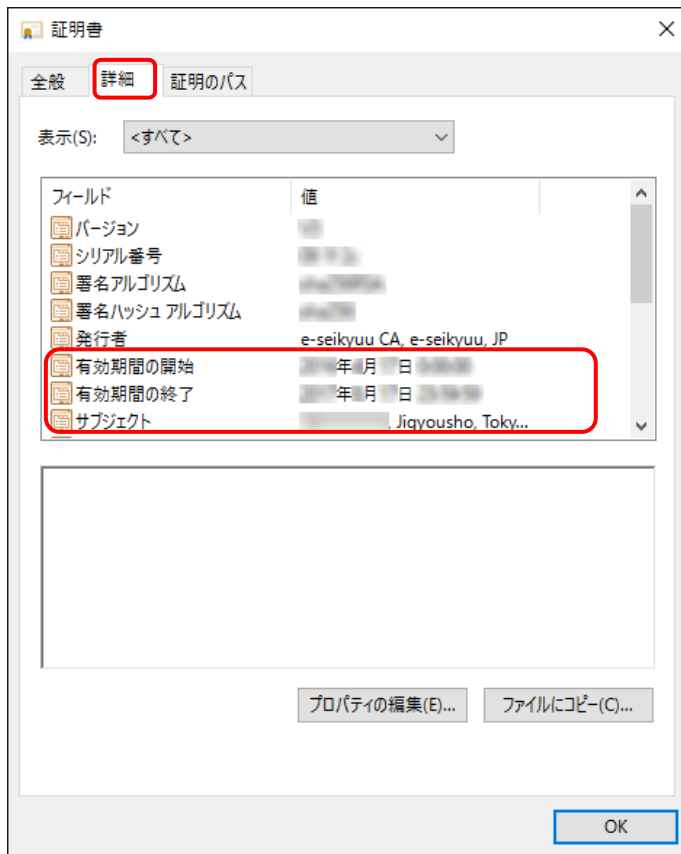 証明書
全般 詳細 証明のパス
表示(S): <すべて>
フィールド 値
バージョン
シリアル番号
署名アルゴリズム
署名ハッシュ アルゴリズム
発行者 e-seikyuu CA, e-seikyuu, JP
有効期間の開始 年 月 日
有効期間の終了 年 月 日
サブジェクト , Jigyousho, Toky...
プロパティの編集(E)... ファイルにコピー(C)...
OK